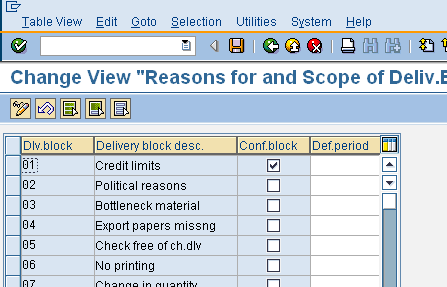 Table View Edit Goto Selection Utilities System Help
Change View "Reasons for and Scope of Deliv.
Dlv.block Delivery block desc. Conf.block Def.period
01 Credit limits
02 Political reasons
03 Bottleneck material
04 Export papers missng
05 Check free of ch.dlv
06 No printing
07 Change in quantity